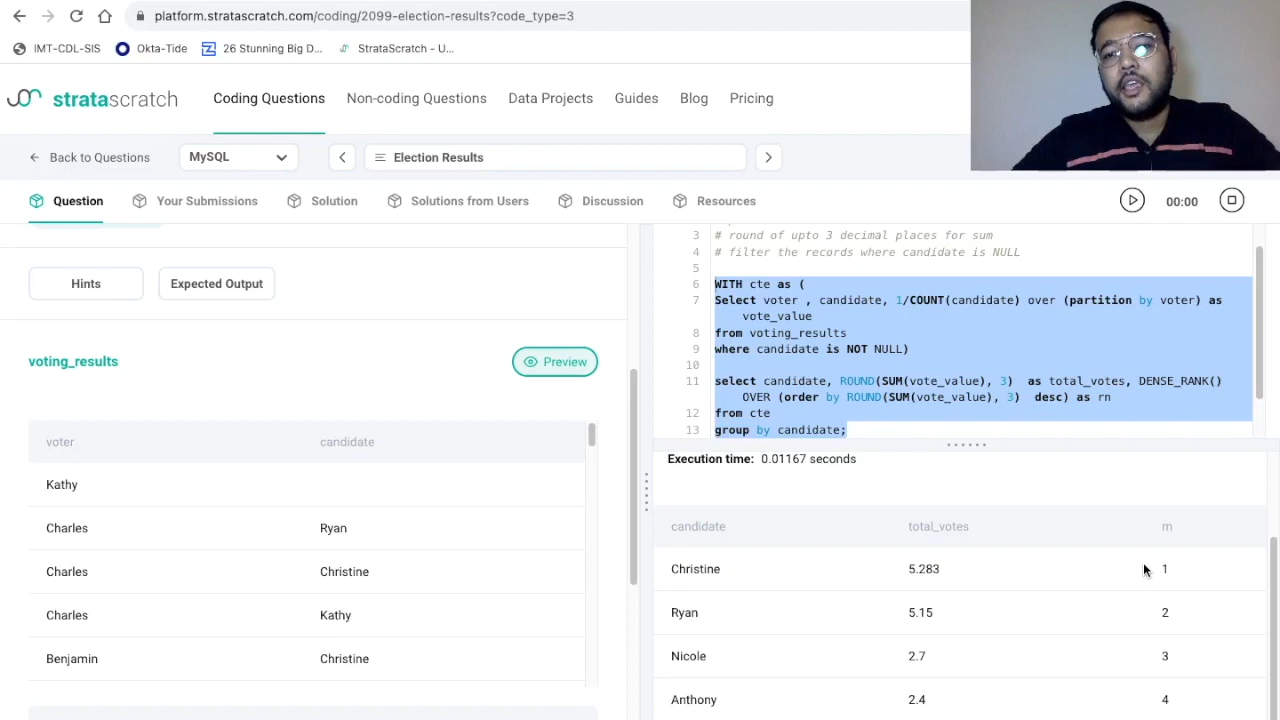 platform.stratascratch.com/coding/2099-election-results?code_type=3
IMT-CDL-SIS Okta-Tide 26 Stunning Big D... StrataScratch - U...
stratascratch Coding Questions Non-coding Questions Data Projects Guides Blog Pricing
Back to Questions MySQL Election Results
Question Your Submissions Solution Solutions from Users Discussion Resources 00:00
Hints Expected Output
voting_results Preview
voter candidate
Kathy
Charles Ryan
Charles Christine
Charles Kathy
Benjamin Christine
3 # round of upto 3 decimal places for sum
4 # filter the records where candidate is NULL
5
6 WITH cte as (
7 Select voter , candidate, 1/COUNT(candidate) over (partition by voter) as
vote_value
8 from voting_results
9 where candidate is NOT NULL)
10
11 select candidate, ROUND(SUM(vote_value), 3) as total_votes, DENSE_RANK()
OVER (order by ROUND(SUM(vote_value), 3) desc) as rn
12 from cte
13 group by candidate;
Execution time: 0.01167 seconds
candidate total_votes rn
Christine 5.283 1
Ryan 5.15 2
Nicole 2.7 3
Anthony 2.4 4